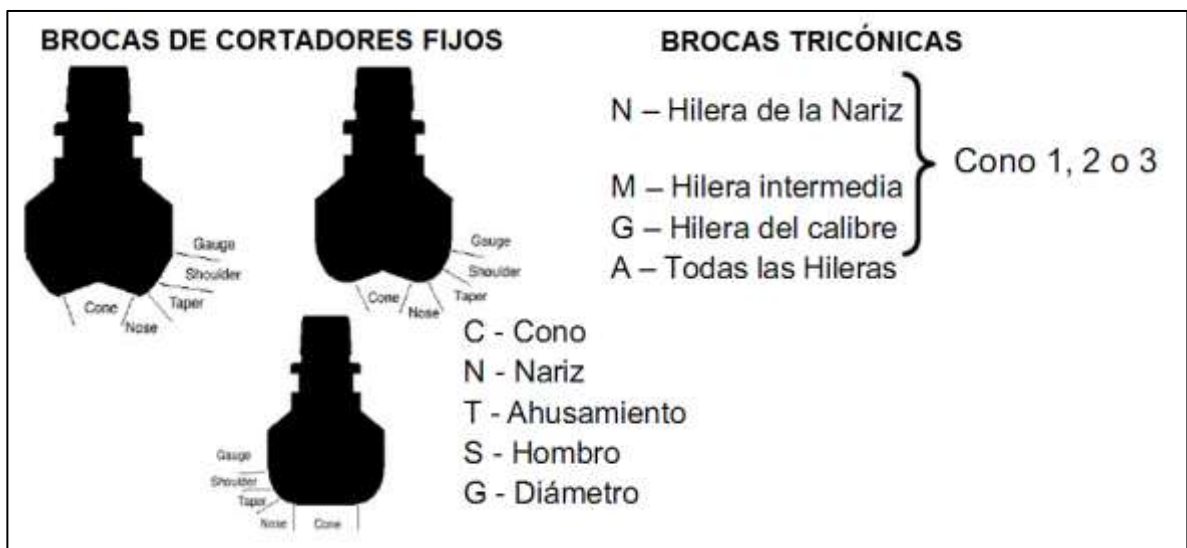 BROCAS DE CORTADORES FIJOS
Gauge
Shoulder
Taper
Cone
Nose
Gauge
Shoulder
Taper
Cone
Nose
Gauge
Shoulder
Taper
Nose
Cone
C - Cono
N - Nariz
T - Ahusamiento
S - Hombro
G - Diámetro
BROCAS TRICÓNICAS
N – Hilera de la Nariz
M – Hilera intermedia
G – Hilera del calibre
A – Todas las Hileras
Cono 1, 2 o 3